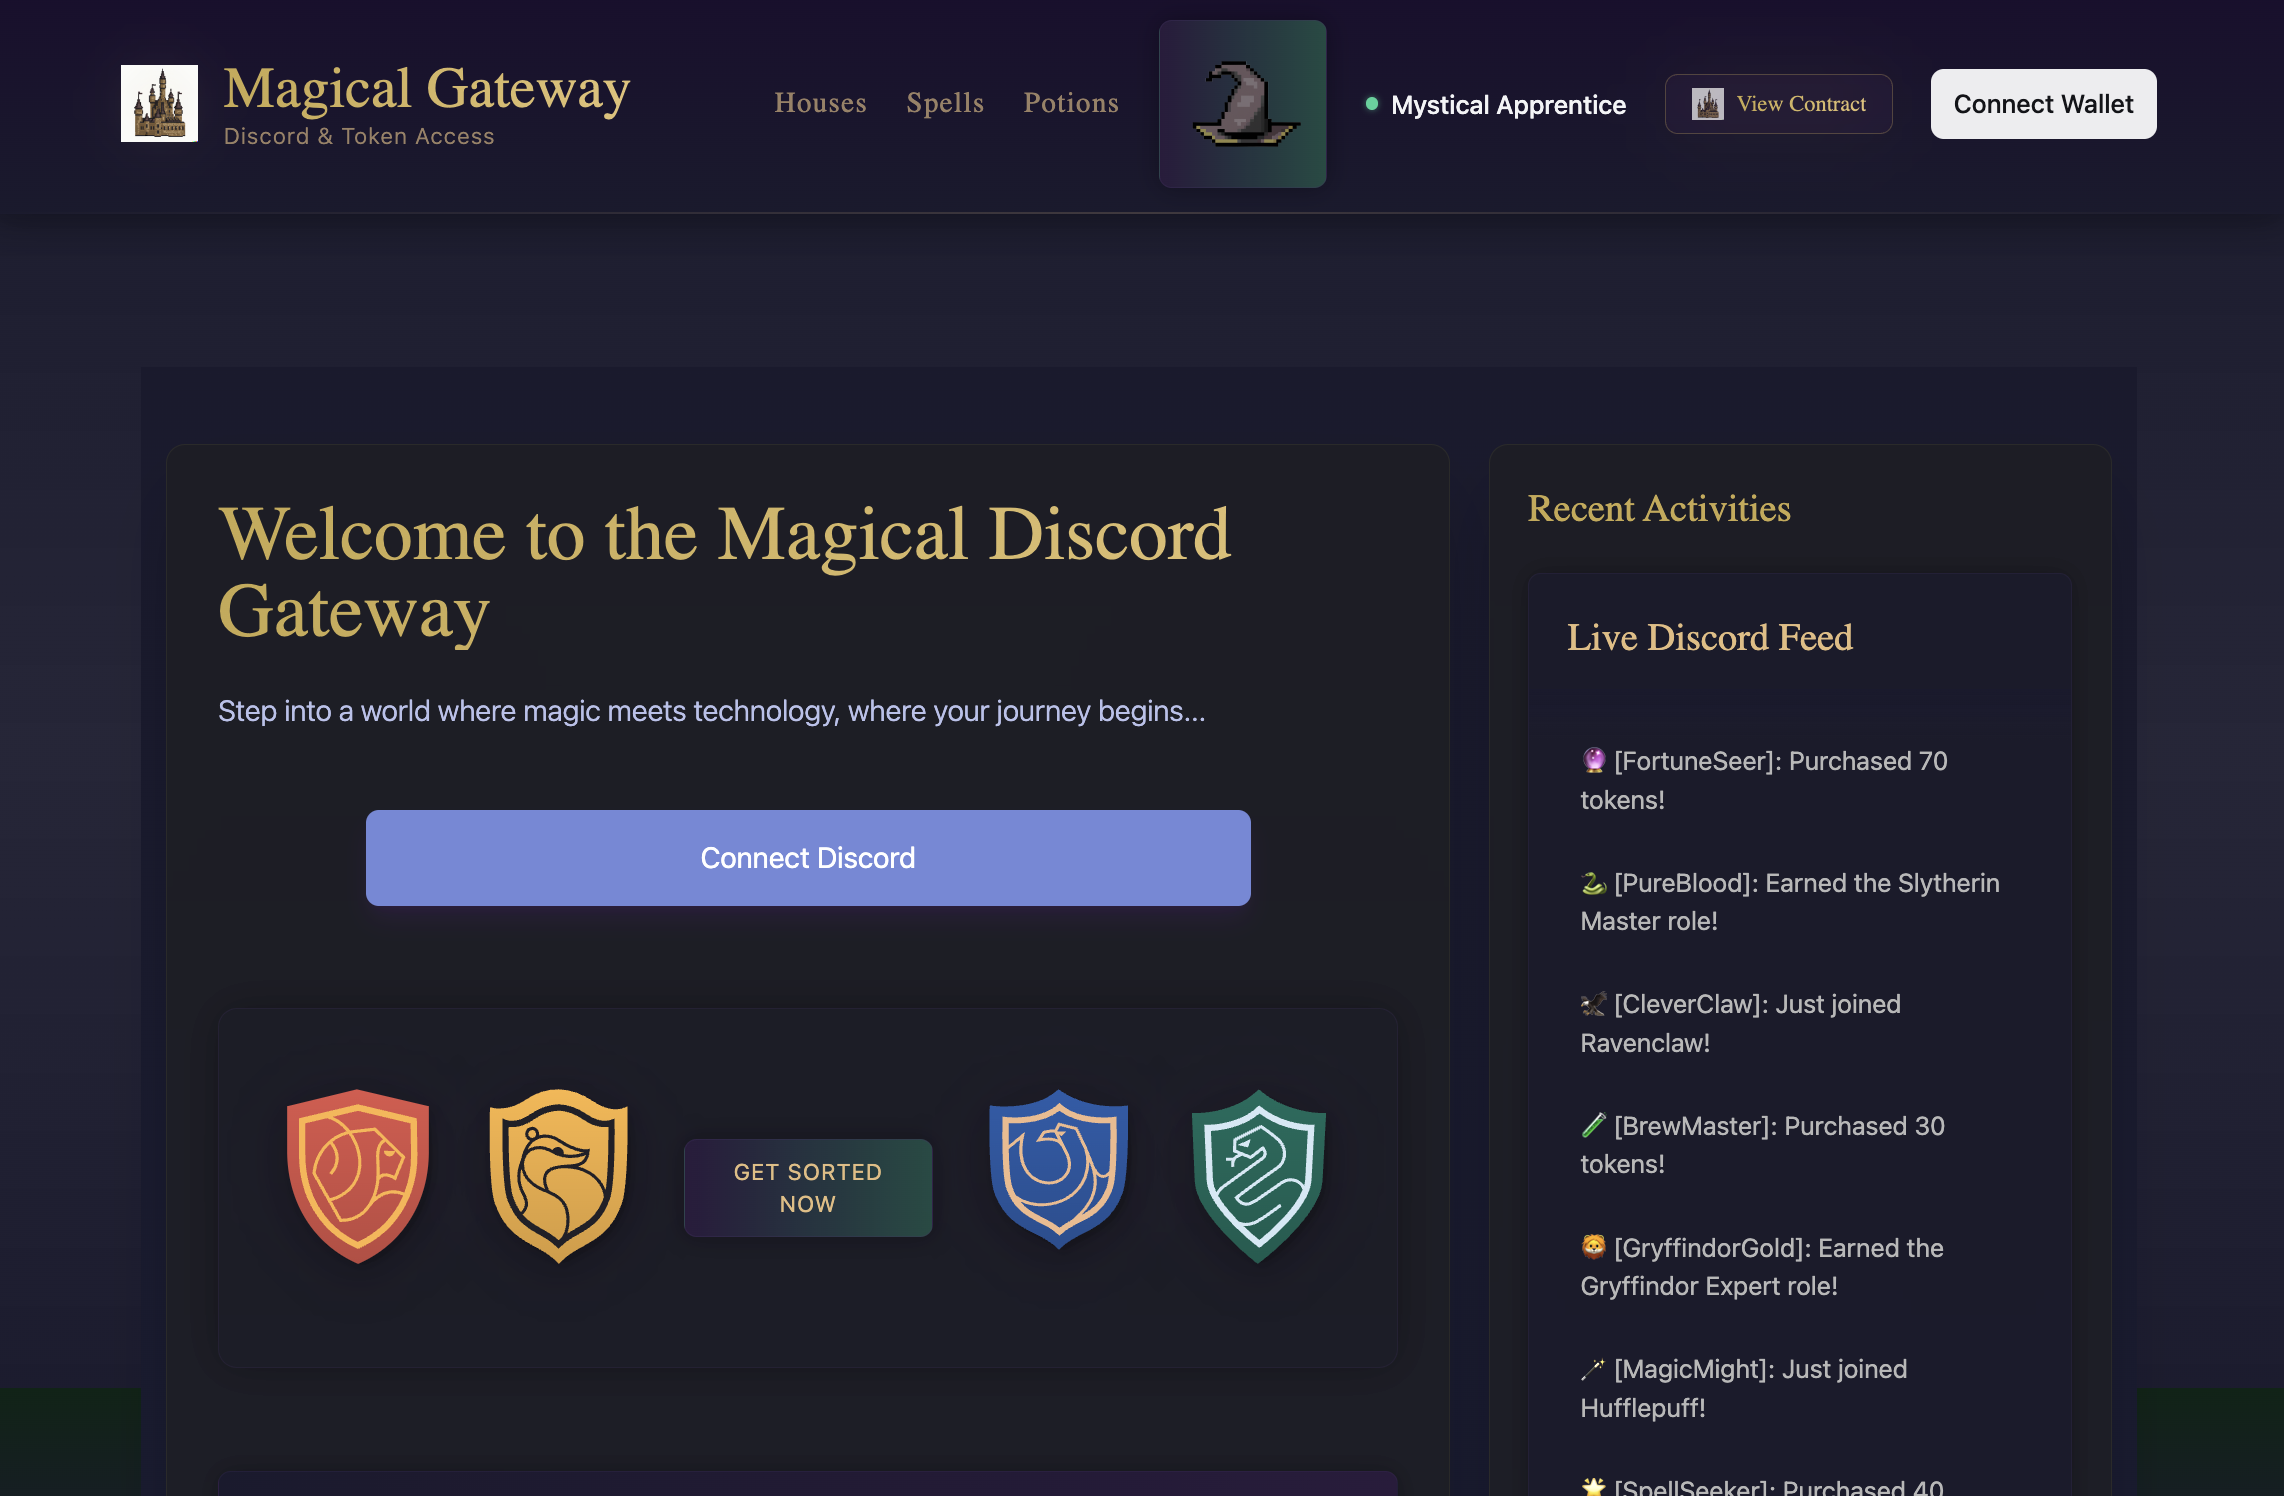 Magical Gateway
Discord & Token Access
Houses
Spells
Potions
Mystical Apprentice
View Contract
Connect Wallet
Welcome to the Magical Discord
Gateway
Step into a world where magic meets technology, where your journey begins...
Connect Discord
GET SORTED
NOW
Recent Activities
Live Discord Feed
🔮 [FortuneSeer]: Purchased 70
tokens!
🐍 [PureBlood]: Earned the Slytherin
Master role!
🦅 [CleverClaw]: Just joined
Ravenclaw!
🧪 [BrewMaster]: Purchased 30
tokens!
🦁 [GryffindorGold]: Earned the
Gryffindor Expert role!
🪄 [MagicMight]: Just joined
Hufflepuff!
🌟 [SpellSeeker]: Purchased 40